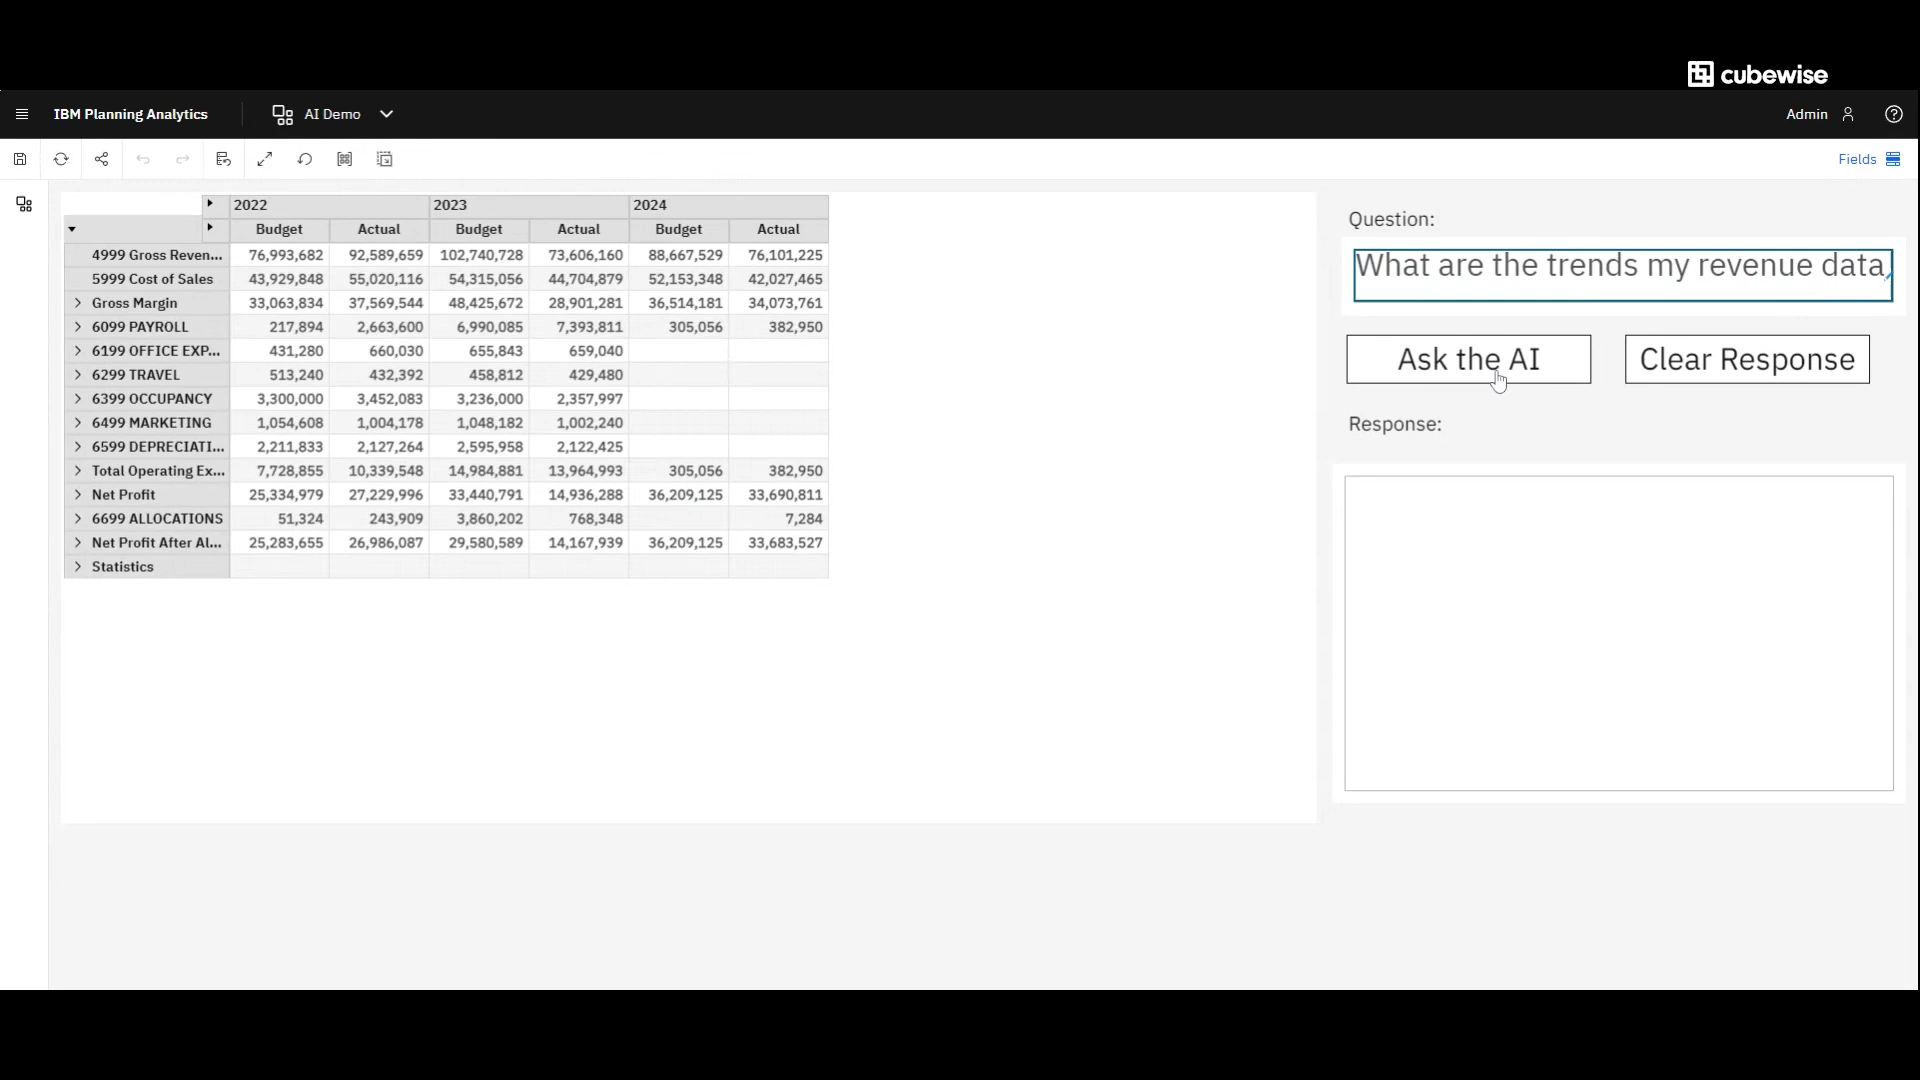 cubewise
IBM Planning Analytics AI Demo Admin
Fields
2022 2023 2024
Budget Actual Budget Actual Budget Actual
4999 Gross Reven... 76,993,682 92,589,659 102,740,728 73,606,160 88,667,529 76,101,225
5999 Cost of Sales 43,929,848 55,020,116 54,315,056 44,704,879 52,153,348 42,027,465
Gross Margin 33,063,834 37,569,544 48,425,672 28,901,281 36,514,181 34,073,761
6099 PAYROLL 217,894 2,663,600 6,990,085 7,393,811 305,056 382,950
6199 OFFICE EXP... 431,280 660,030 655,843 659,040
6299 TRAVEL 513,240 432,392 458,812 429,480
6399 OCCUPANCY 3,300,000 3,452,083 3,236,000 2,357,997
6499 MARKETING 1,054,608 1,004,178 1,048,182 1,002,240
6599 DEPRECIATI... 2,211,833 2,127,264 2,595,958 2,122,425
Total Operating Ex... 7,728,855 10,339,548 14,984,881 13,964,993 305,056 382,950
Net Profit 25,334,979 27,229,996 33,440,791 14,936,288 36,209,125 33,690,811
6699 ALLOCATIONS 51,324 243,909 3,860,202 768,348 7,284
Net Profit After Al... 25,283,655 26,986,087 29,580,589 14,167,939 36,209,125 33,683,527
Statistics
Question:
What are the trends my revenue data
Ask the AI Clear Response
Response: